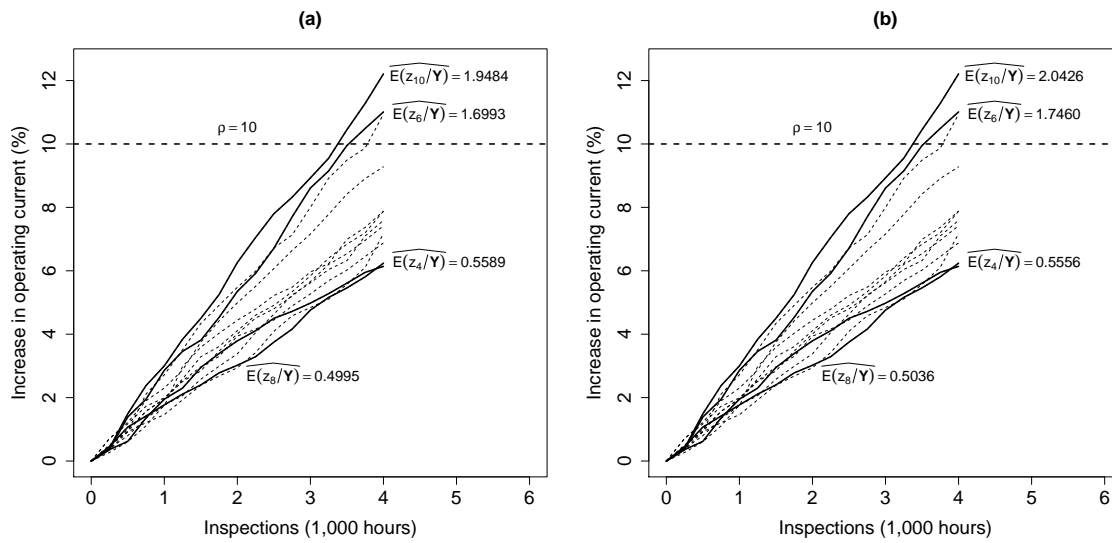 (a)
Increase in operating current (%)
12
10
8
6
4
2
0
E(z10/Y) = 1.9484
E(z6/Y) = 1.6993
ρ = 10
E(z4/Y) = 0.5589
E(z8/Y) = 0.4995
0 1 2 3 4 5 6
Inspections (1,000 hours)
(b)
Increase in operating current (%)
12
10
8
6
4
2
0
E(z10/Y) = 2.0426
E(z6/Y) = 1.7460
ρ = 10
E(z4/Y) = 0.5556
E(z8/Y) = 0.5036
0 1 2 3 4 5 6
Inspections (1,000 hours)